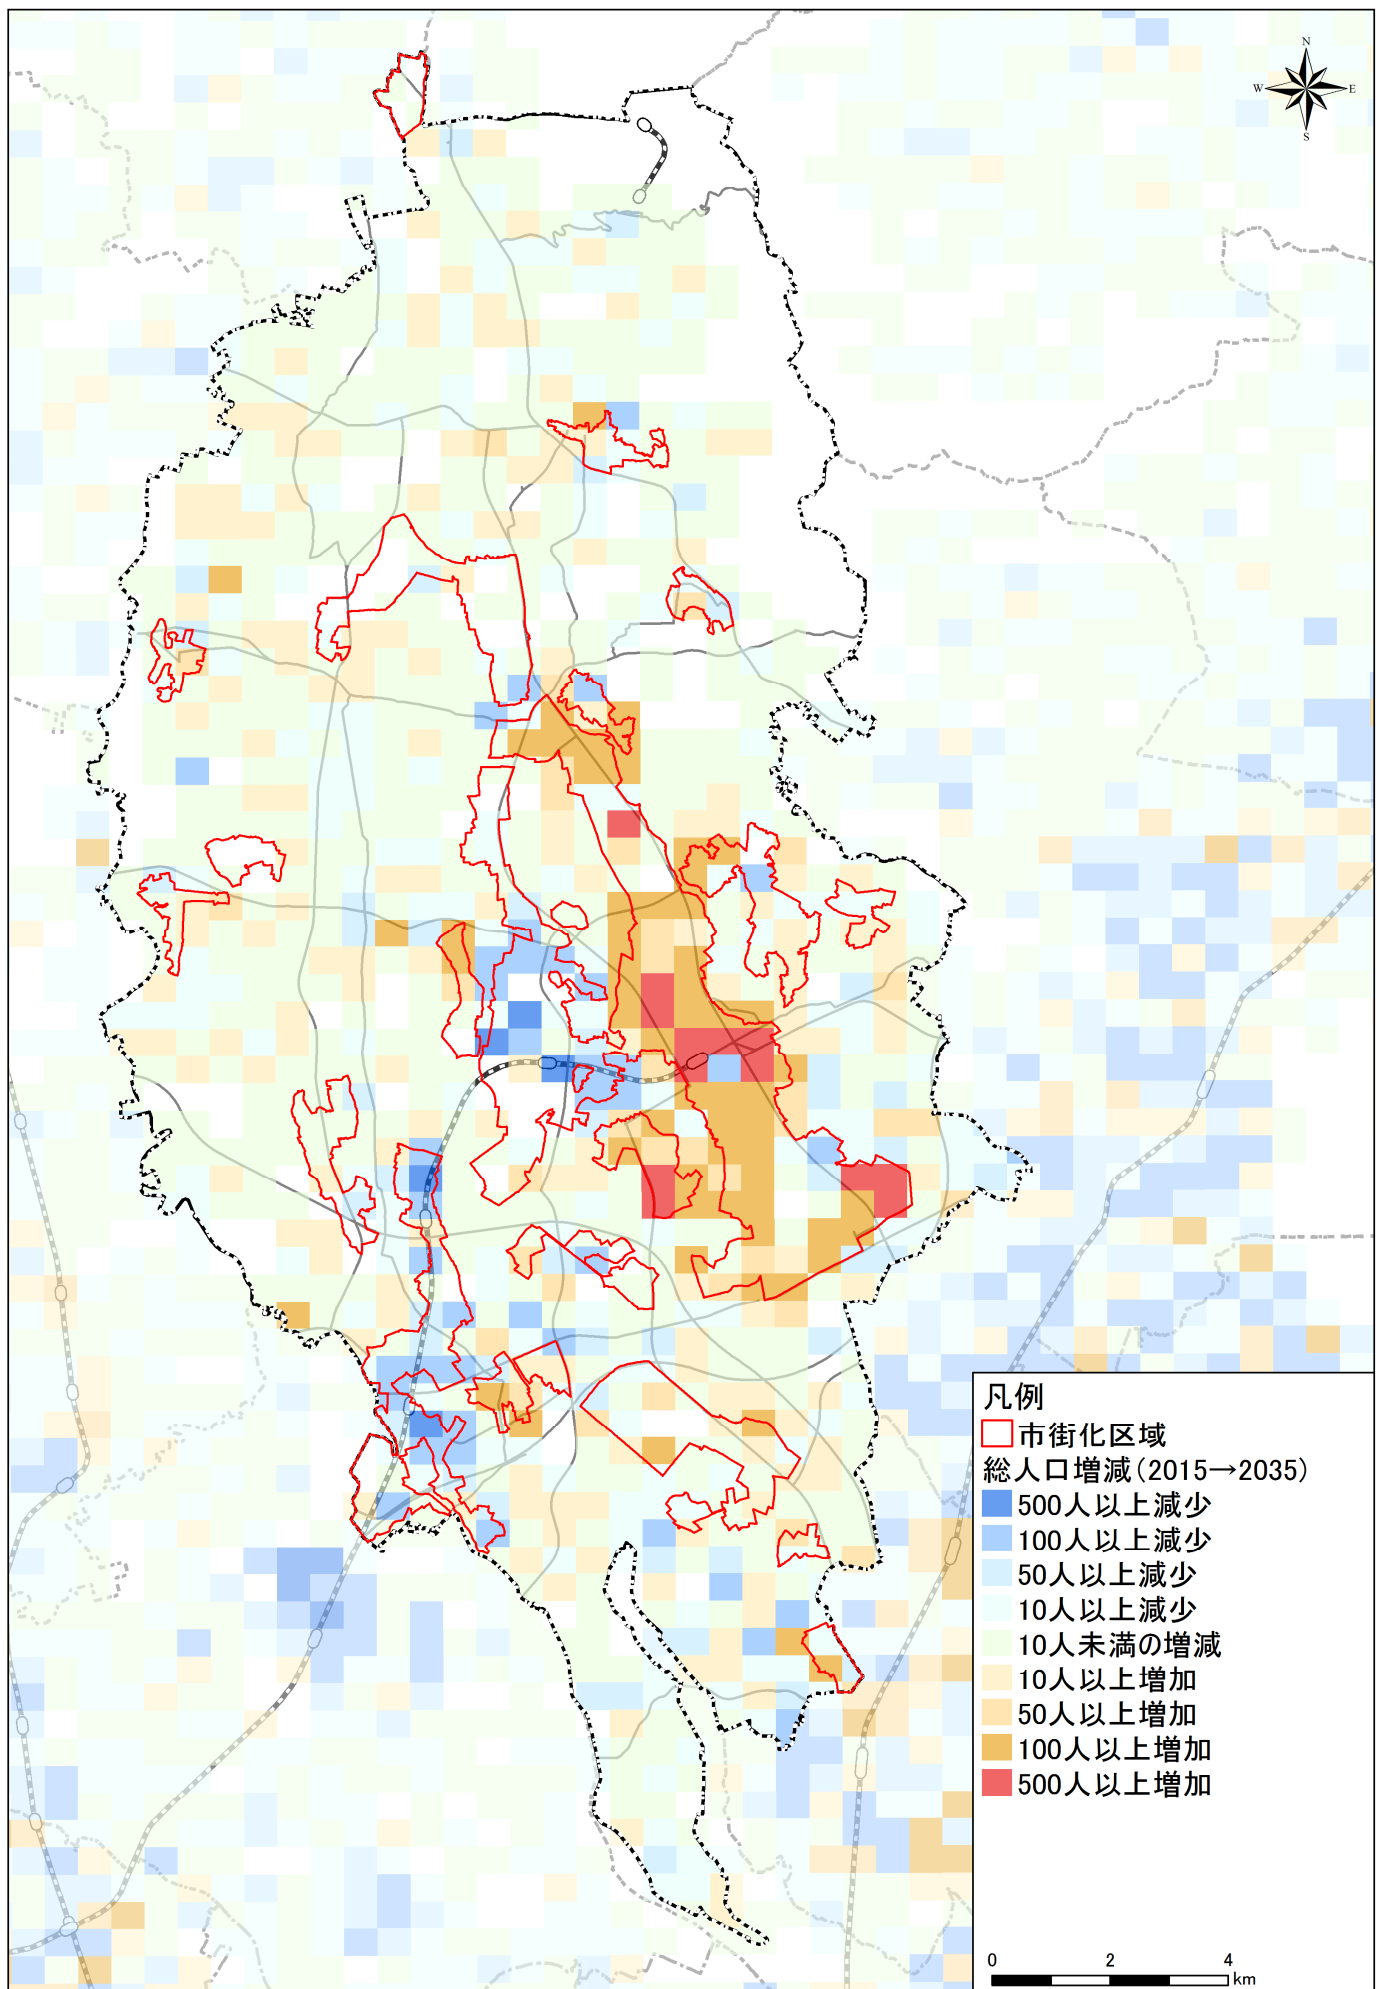 N
W E
S
凡例
市街化区域
総人口増減(2015→2035)
500人以上減少
100人以上減少
50人以上減少
10人以上減少
10人未満の増減
10人以上増加
50人以上増加
100人以上増加
500人以上増加
0 2 4
km